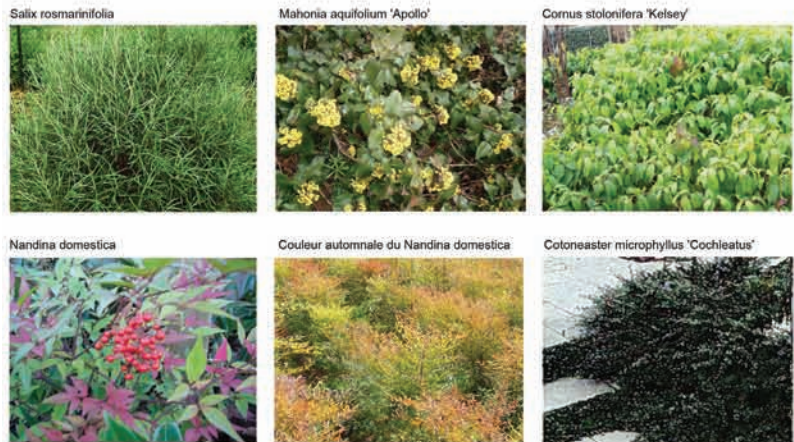 Salix rosmarinifolia
Mahonia aquifolium 'Apollo'
Cornus stolonifera 'Kelsey'
Nandina domestica
Couleur automnale du Nandina domestica
Cotoneaster microphyllus 'Cochleatus'